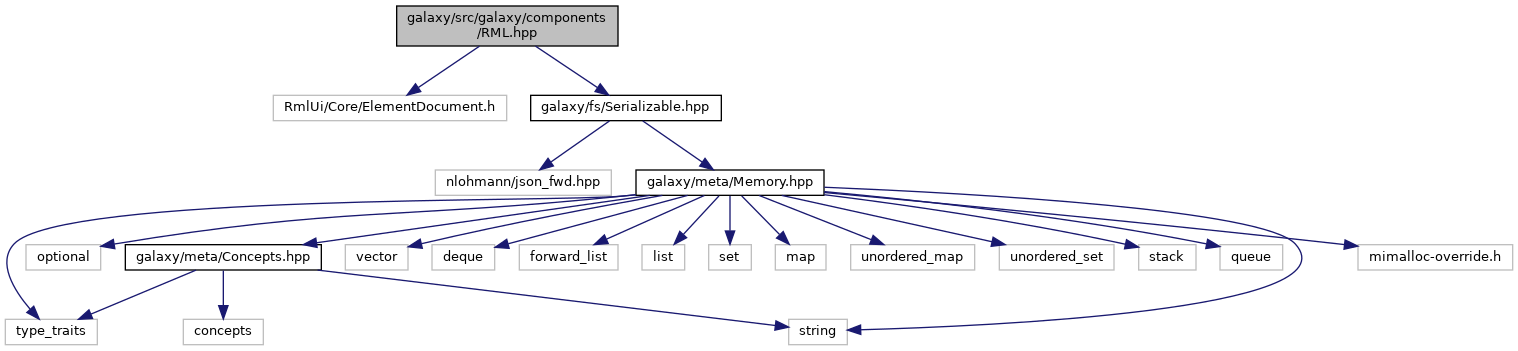 galaxy/src/galaxy/components
/RML.hpp
RmlUi/Core/ElementDocument.h
galaxy/fs/Serializable.hpp
nlohmann/json_fwd.hpp
galaxy/meta/Memory.hpp
optional
galaxy/meta/Concepts.hpp
vector
deque
forward_list
list
set
map
unordered_map
unordered_set
stack
queue
mimalloc-override.h
type_traits
concepts
string